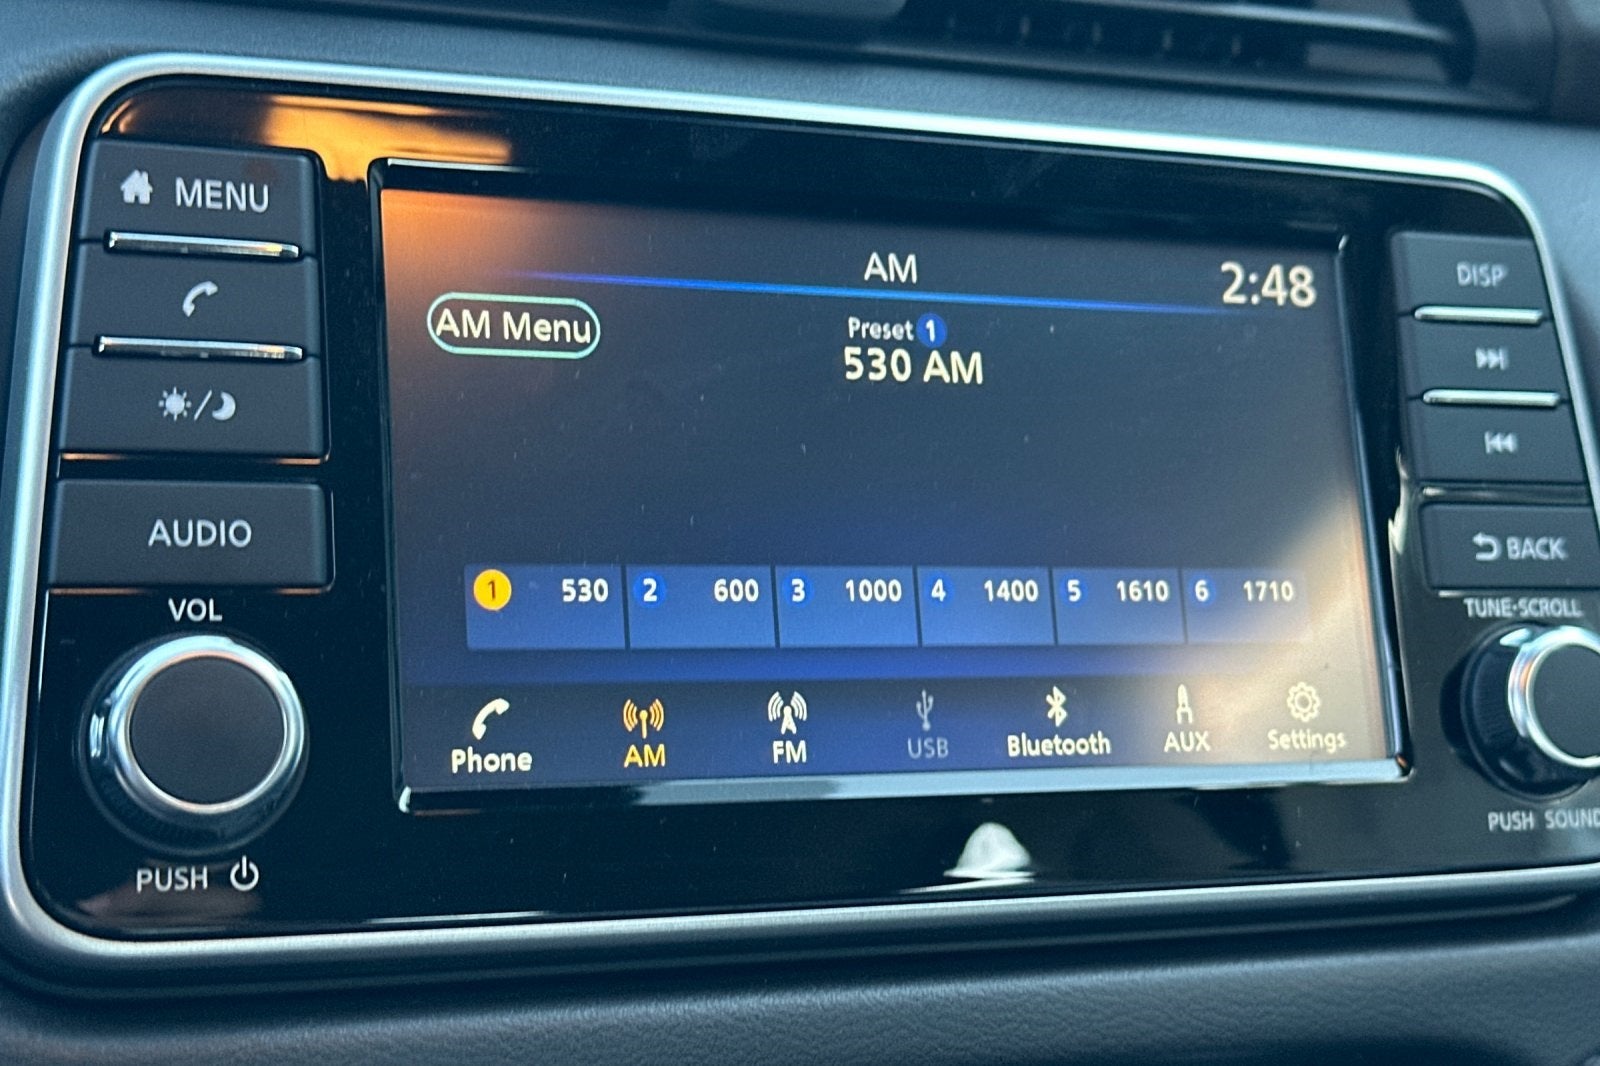 MENU
AUDIO
VOL
PUSH
AM
2:48
AM Menu
Preset 1
530 AM
1 530 2 600 3 1000 4 1400 5 1610 6 1710
Phone AM FM USB Bluetooth AUX Settings
DISP
BACK
TUNE·SCROLL
PUSH SOUND